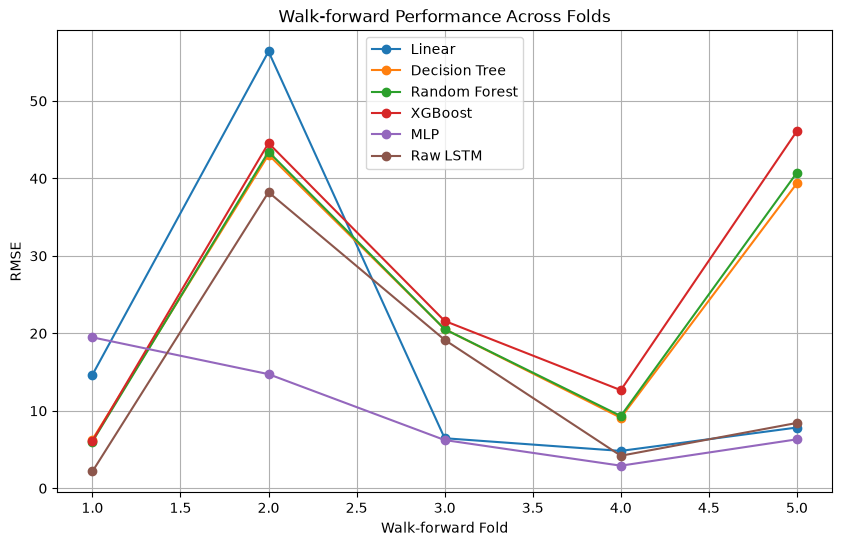 Walk-forward Performance Across Folds
Linear
Decision Tree
Random Forest
XGBoost
MLP
Raw LSTM
RMSE
50
40
30
20
10
0
1.0 1.5 2.0 2.5 3.0 3.5 4.0 4.5 5.0
Walk-forward Fold